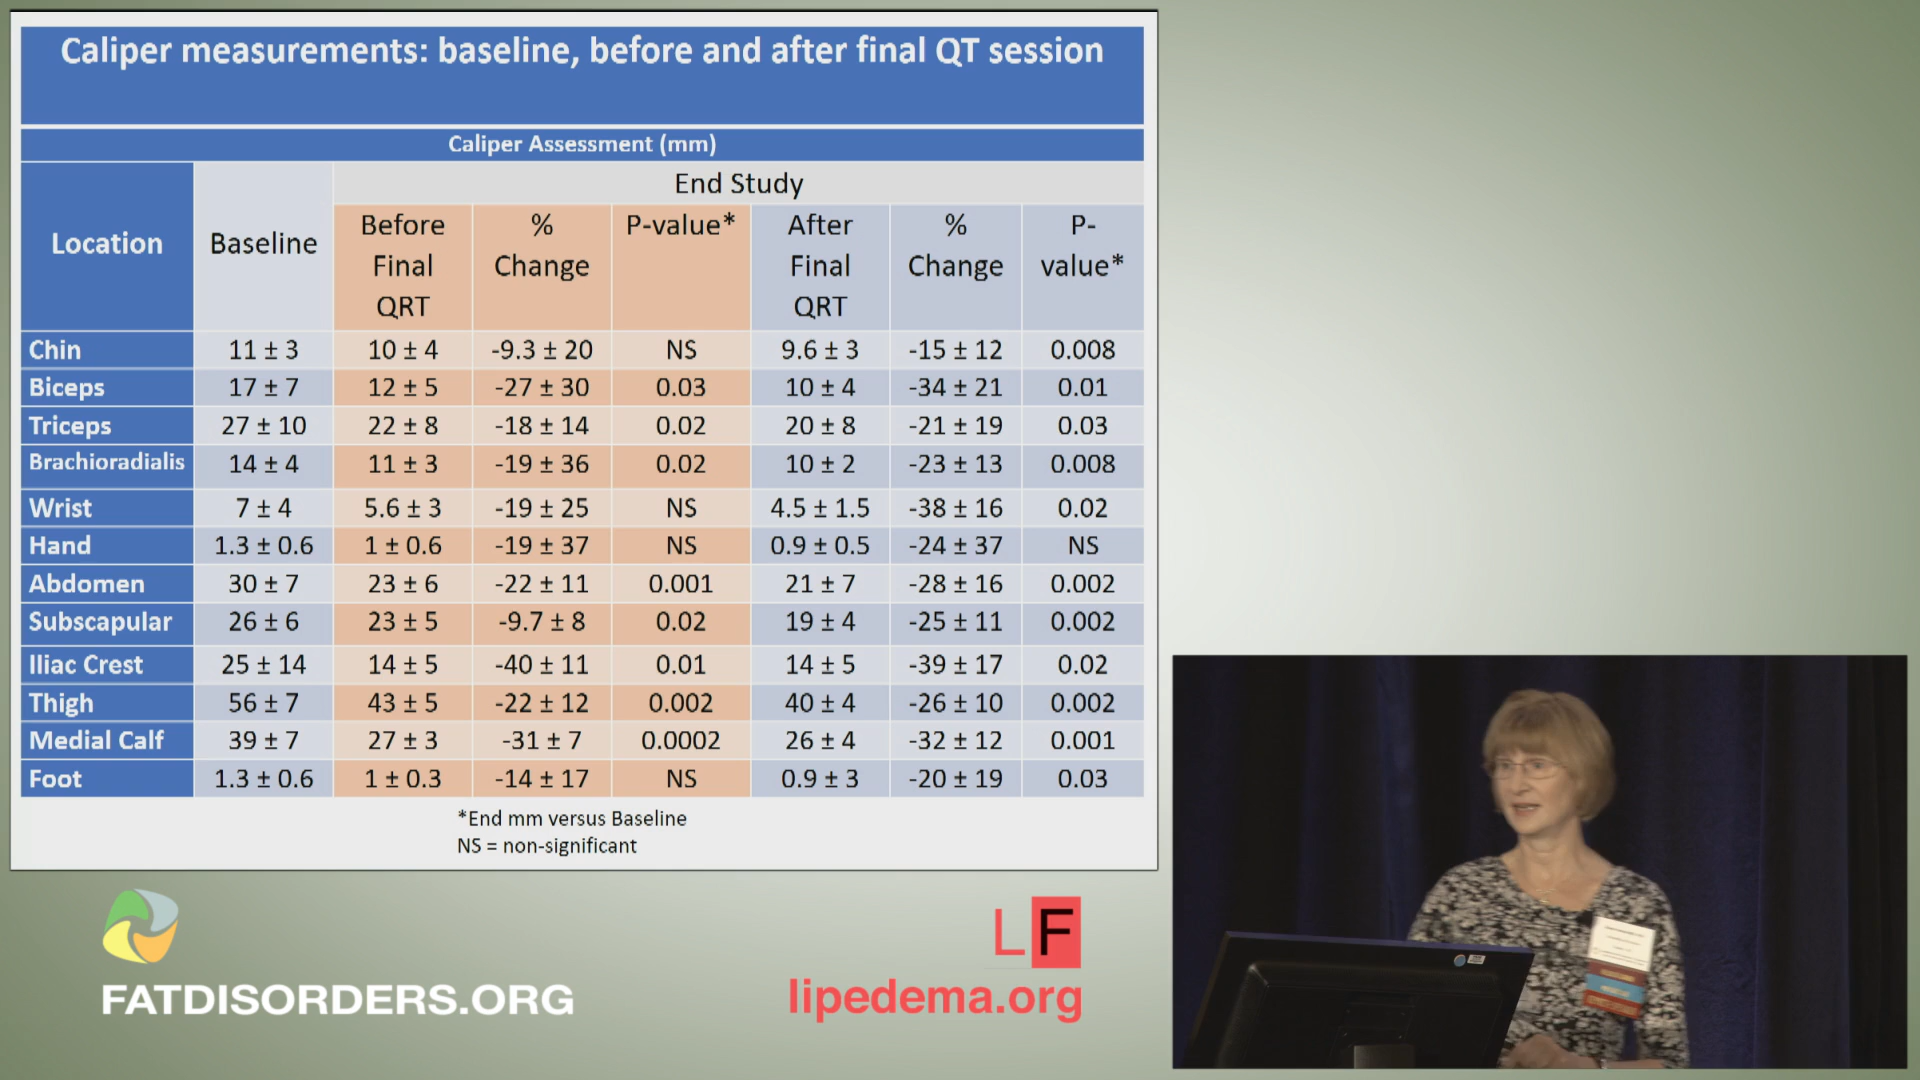 Caliper measurements: baseline, before and after final QT session
Caliper Assessment (mm)
Location Baseline End Study
Before Final QRT % Change P-value* After Final QRT % Change P-value*
Chin 11 ± 3 10 ± 4 -9.3 ± 20 NS 9.6 ± 3 -15 ± 12 0.008
Biceps 17 ± 7 12 ± 5 -27 ± 30 0.03 10 ± 4 -34 ± 21 0.01
Triceps 27 ± 10 22 ± 8 -18 ± 14 0.02 20 ± 8 -21 ± 19 0.03
Brachioradialis 14 ± 4 11 ± 3 -19 ± 36 0.02 10 ± 2 -23 ± 13 0.008
Wrist 7 ± 4 5.6 ± 3 -19 ± 25 NS 4.5 ± 1.5 -38 ± 16 0.02
Hand 1.3 ± 0.6 1 ± 0.6 -19 ± 37 NS 0.9 ± 0.5 -24 ± 37 NS
Abdomen 30 ± 7 23 ± 6 -22 ± 11 0.001 21 ± 7 -28 ± 16 0.002
Subscapular 26 ± 6 23 ± 5 -9.7 ± 8 0.02 19 ± 4 -25 ± 11 0.002
Iliac Crest 25 ± 14 14 ± 5 -40 ± 11 0.01 14 ± 5 -39 ± 17 0.02
Thigh 56 ± 7 43 ± 5 -22 ± 12 0.002 40 ± 4 -26 ± 10 0.002
Medial Calf 39 ± 7 27 ± 3 -31 ± 7 0.0002 26 ± 4 -32 ± 12 0.001
Foot 1.3 ± 0.6 1 ± 0.3 -14 ± 17 NS 0.9 ± 3 -20 ± 19 0.03
*End mm versus Baseline
NS = non-significant
FATDISORDERS.ORG
LF
lipedema.org